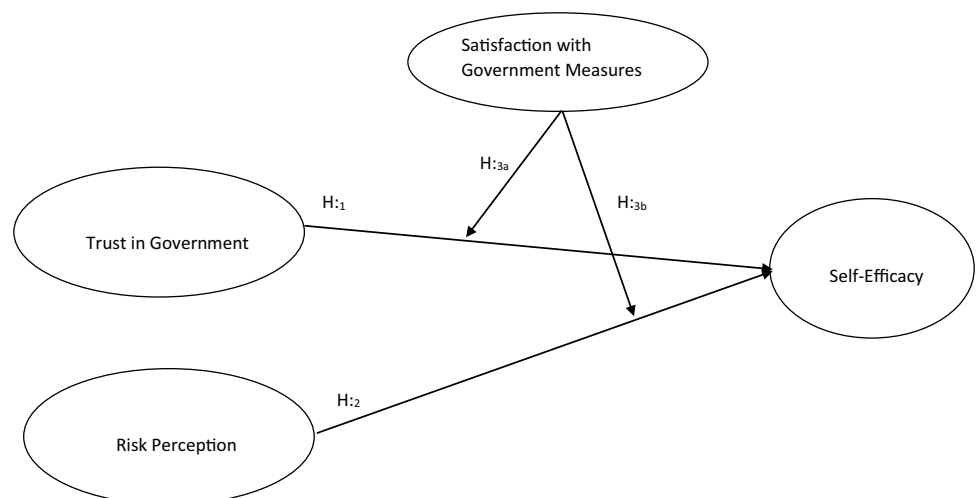 Satisfaction with
Government Measures
H:3a
H:1
H:3b
Trust in Government
Self-Efficacy
H:2
Risk Perception